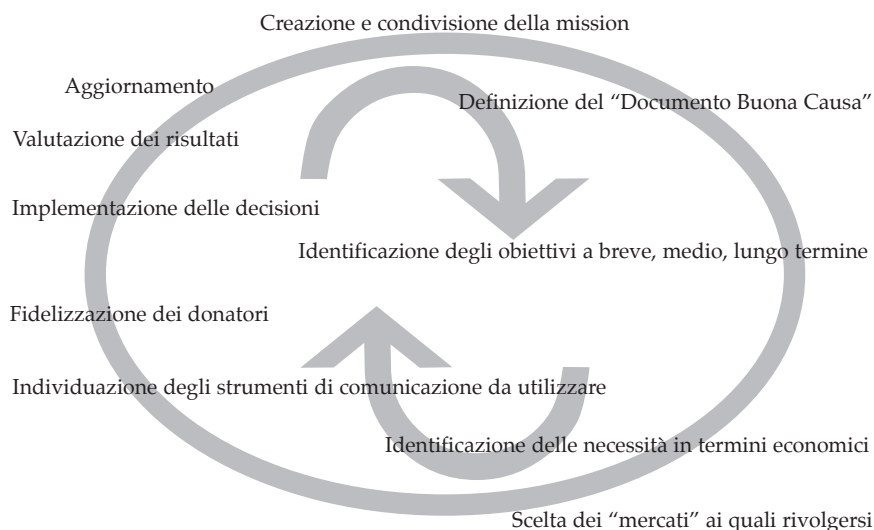 Creazione e condivisione della mission
Aggiornamento
Definizione del “Documento Buona Causa”
Valutazione dei risultati
Implementazione delle decisioni
Identificazione degli obiettivi a breve, medio, lungo termine
Fidelizzazione dei donatori
Individuazione degli strumenti di comunicazione da utilizzare
Identificazione delle necessità in termini economici
Scelta dei “mercati” ai quali rivolgersi